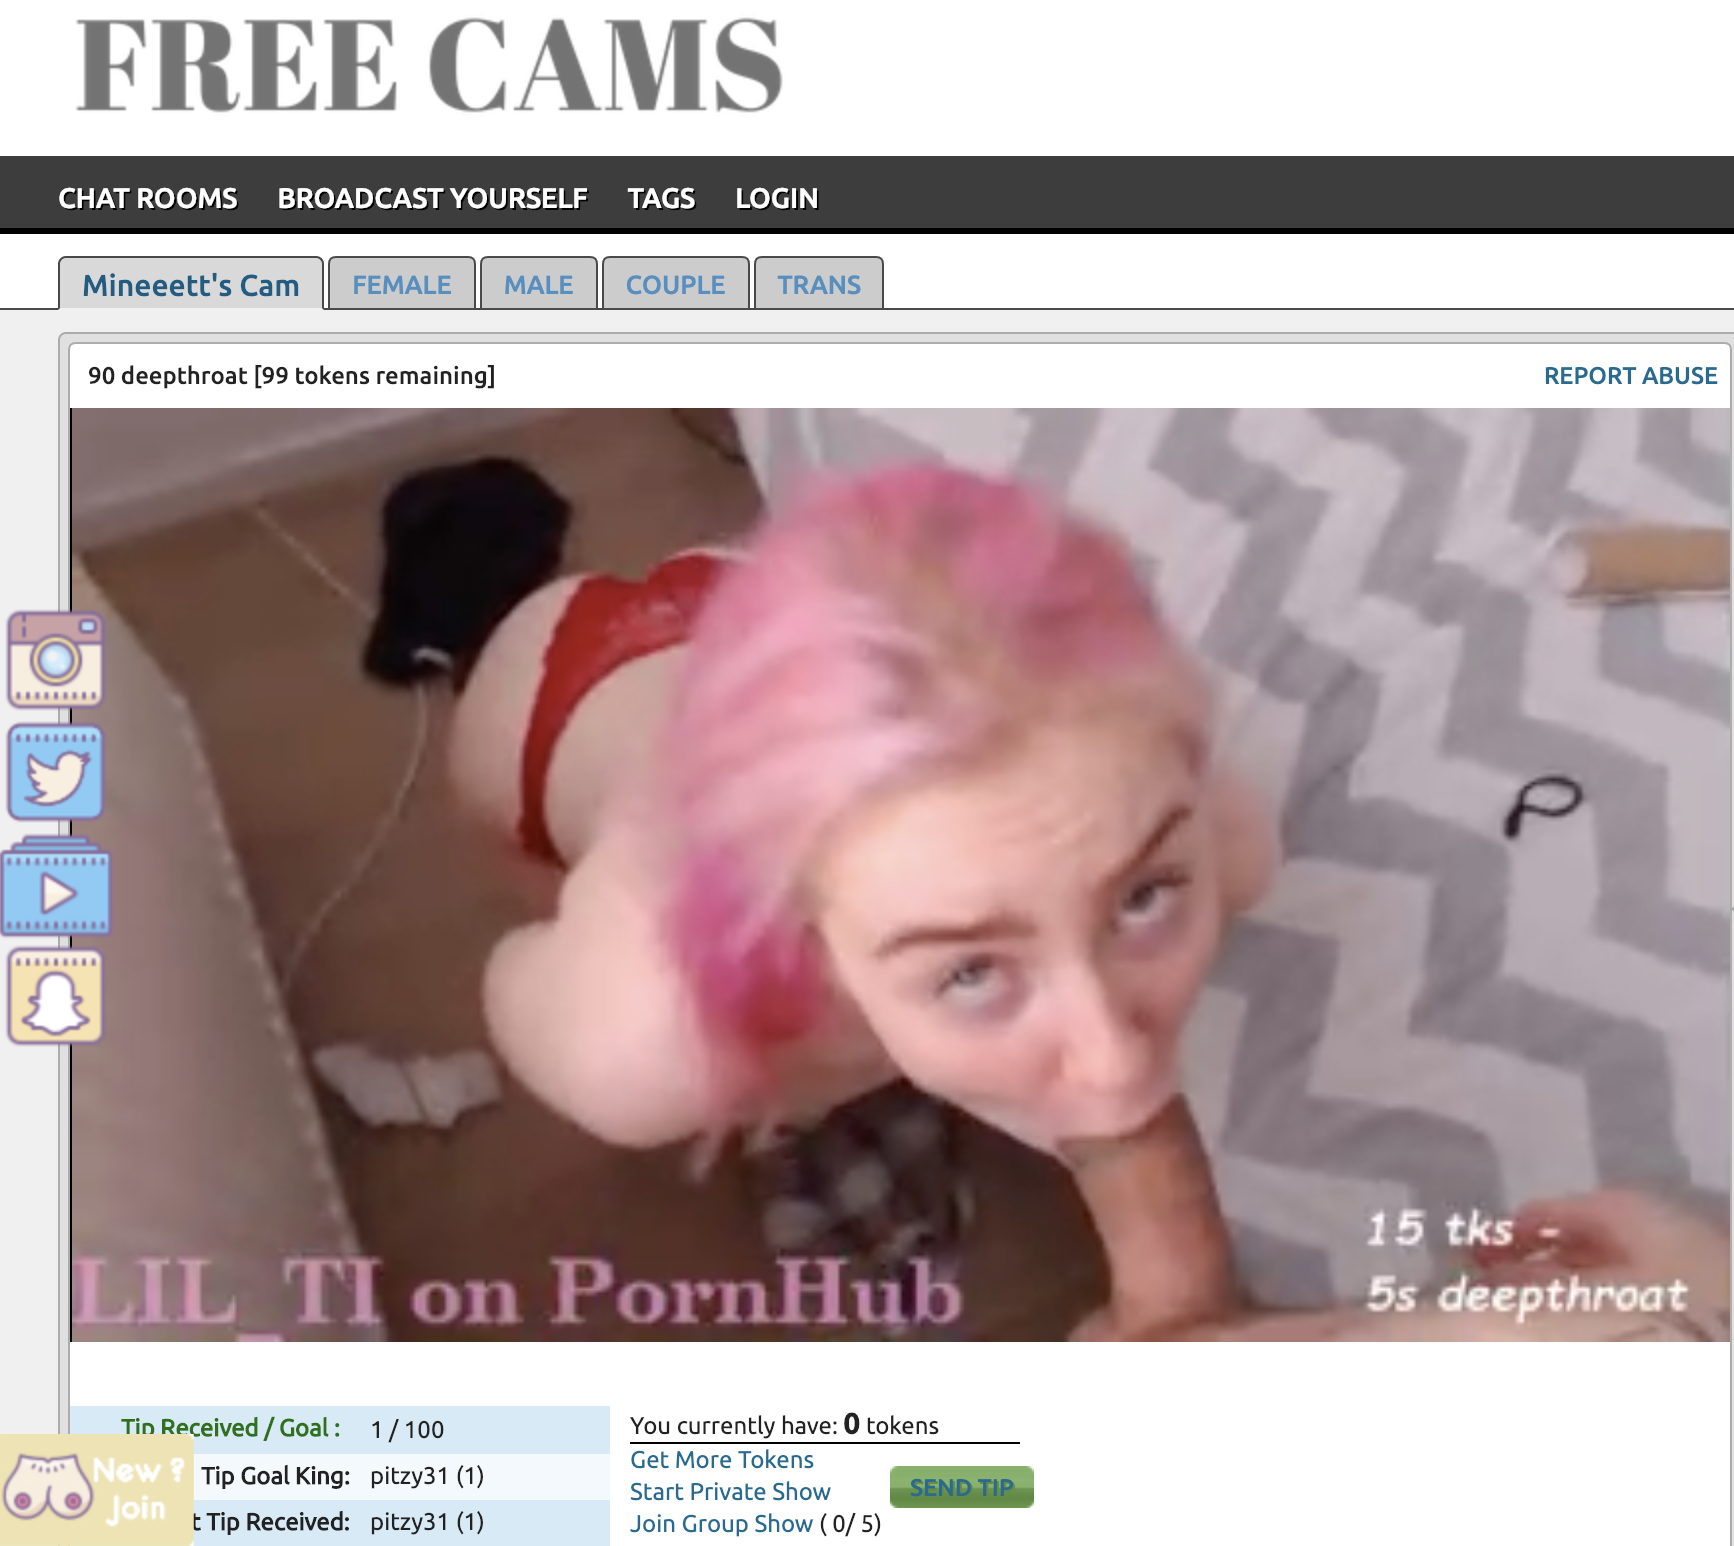 FREE CAMS
CHAT ROOMS BROADCAST YOURSELF TAGS LOGIN
Mineeett's Cam FEMALE MALE COUPLE TRANS
90 deepthroat [99 tokens remaining] REPORT ABUSE
15 tks -
5s deepthroat
LIL_TI on PornHub
Tip Received / Goal : 1 / 100
Tip Goal King: pitzy31 (1)
t Tip Received: pitzy31 (1)
New ?
Join
You currently have: 0 tokens
Get More Tokens
Start Private Show
Join Group Show ( 0/ 5)
SEND TIP